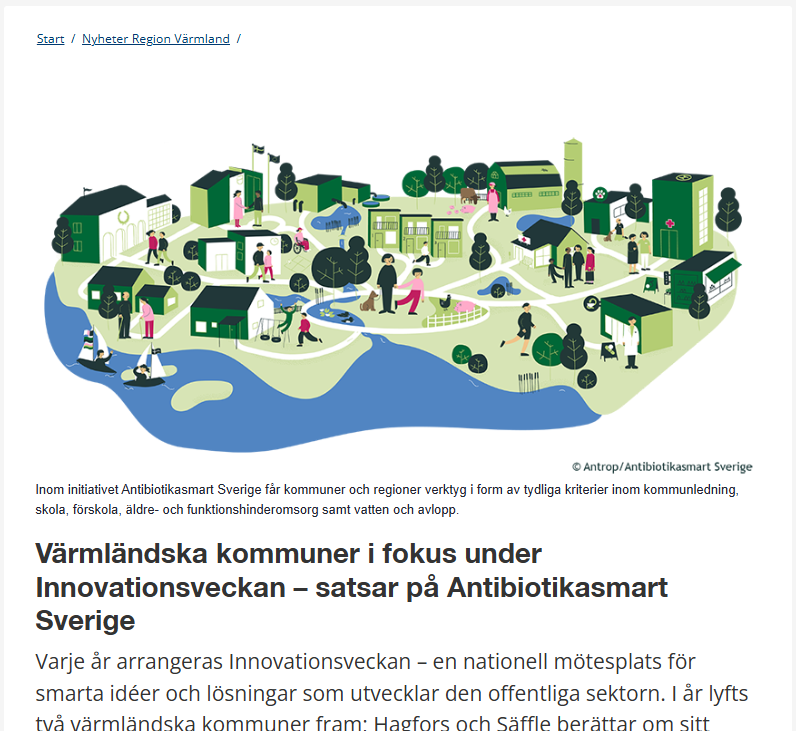 Start / Nyheter Region Värmland /
© Antrop/Antibiotikasmart Sverige
Inom initiativet Antibiotikasmart Sverige får kommuner och regioner verktyg i form av tydliga kriterier inom kommunledning,
skola, förskola, äldre- och funktionshinderomsorg samt vatten och avlopp.
Värmländska kommuner i fokus under
Innovationsveckan – satsar på Antibiotikasmart
Sverige
Varje år arrangeras Innovationsveckan – en nationell mötesplats för
smarta idéer och lösningar som utvecklar den offentliga sektorn. I år lyfts
två värmländska kommuner fram: Hagfors och Säffle berättar om sitt